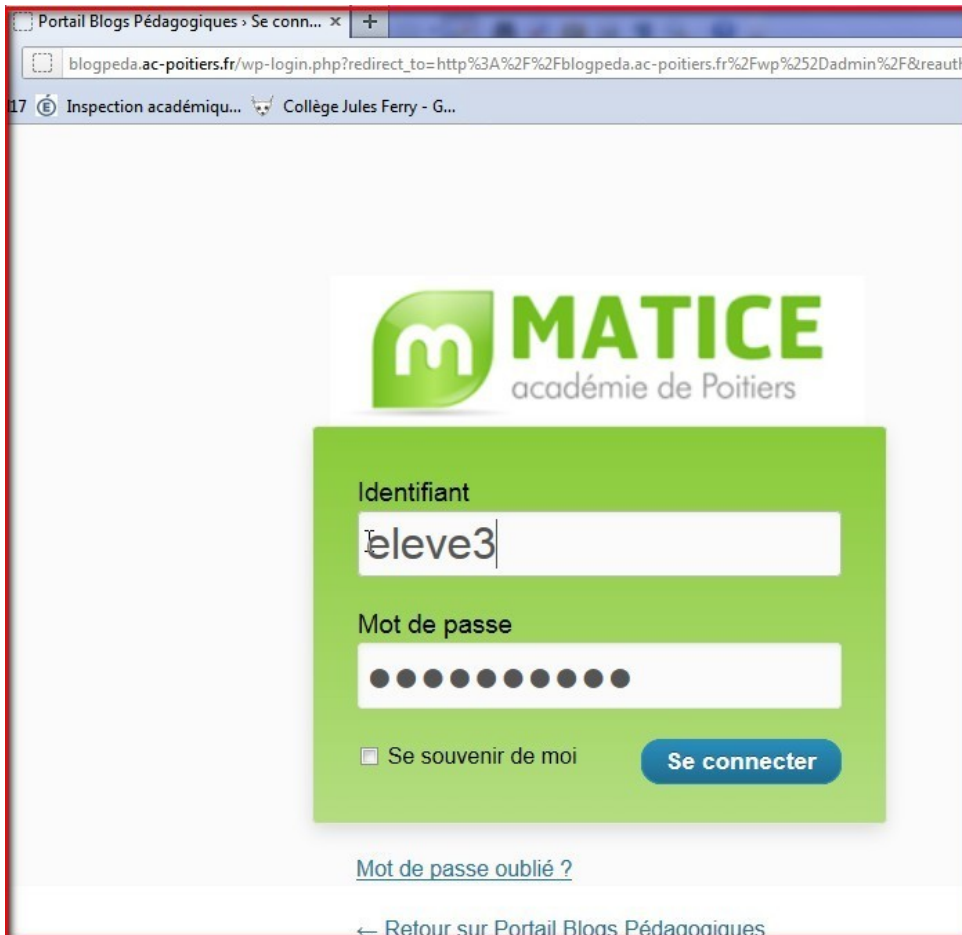 Portail Blogs Pédagogiques › Se conn... × +
blogpeda.ac-poitiers.fr/wp-login.php?redirect_to=http%3A%2F%2Fblogpeda.ac-poitiers.fr%2Fwp%252Dadmin%2F&reauth
17 É Inspection académiqu... Collège Jules Ferry - G...
m MATICE
académie de Poitiers
Identifiant
eleve3
Mot de passe
●●●●●●●●●●
Se souvenir de moi Se connecter
Mot de passe oublié ?
← Retour sur Portail Blogs Pédagogiques